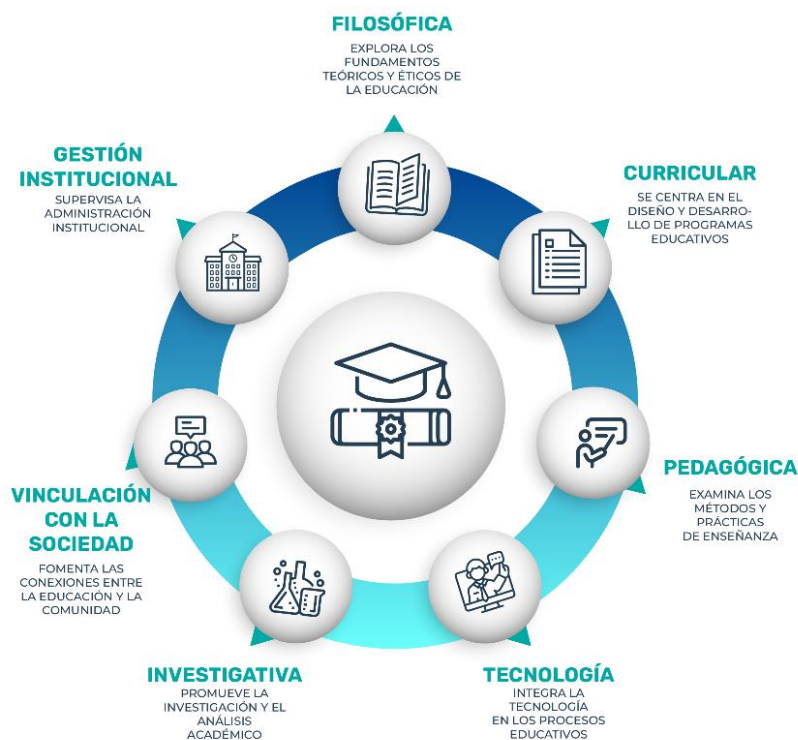 FILOSÓFICA
EXPLORA LOS
FUNDAMENTOS
TEÓRICOS Y ÉTICOS DE
LA EDUCACIÓN
GESTIÓN
INSTITUCIONAL
SUPERVISA LA
ADMINISTRACIÓN
INSTITUCIONAL
CURRICULAR
SE CENTRA EN EL
DISEÑO Y DESARRO-
LLO DE PROGRAMAS
EDUCATIVOS
PEDAGÓGICA
EXAMINA LOS
MÉTODOS Y
PRÁCTICAS
DE ENSEÑANZA
VINCULACIÓN
CON LA
SOCIEDAD
FOMENTA LAS
CONEXIONES ENTRE
LA EDUCACIÓN Y LA
COMUNIDAD
INVESTIGATIVA
PROMUEVE LA
INVESTIGACIÓN Y EL
ANÁLISIS
ACADÉMICO
TECNOLOGÍA
INTEGRA LA
TECNOLOGÍA
EN LOS PROCESOS
EDUCATIVOS